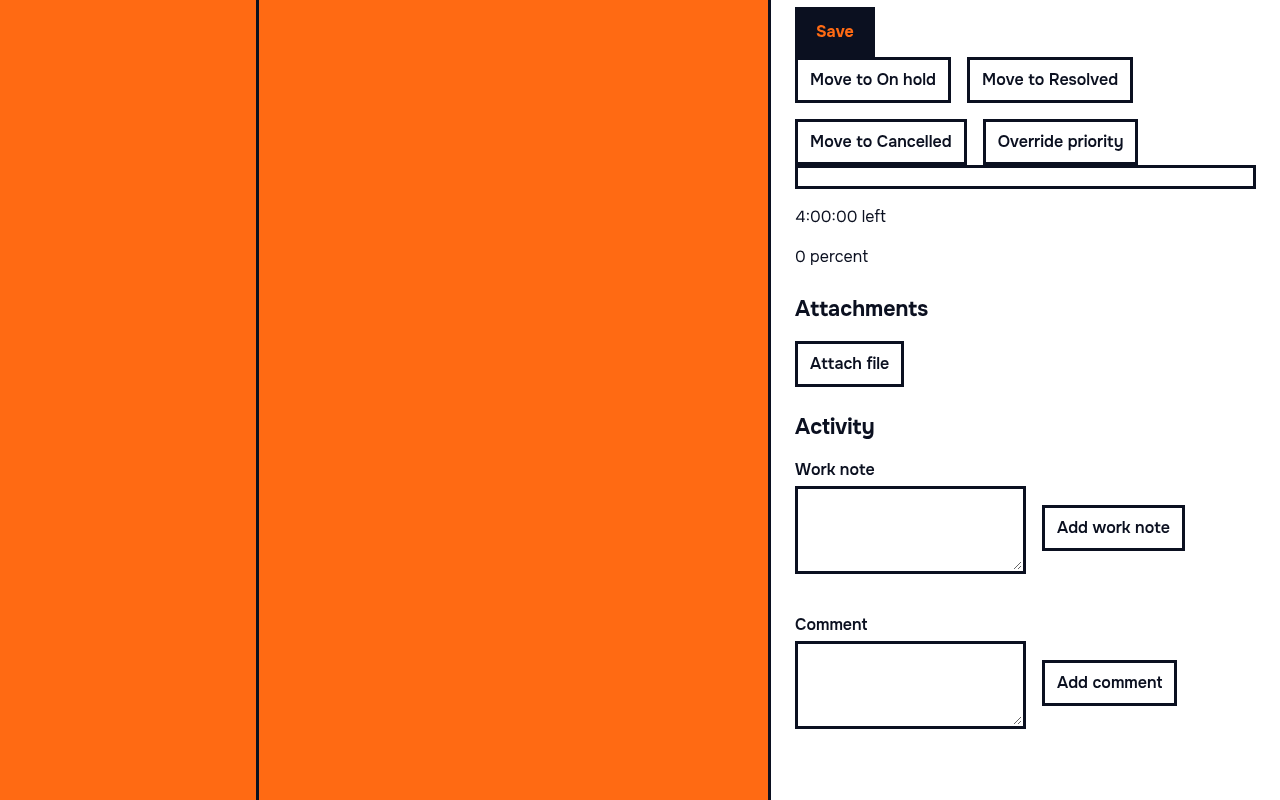 Save
Move to On hold
Move to Resolved
Move to Cancelled
Override priority
4:00:00 left
0 percent
Attachments
Attach file
Activity
Work note
Add work note
Comment
Add comment